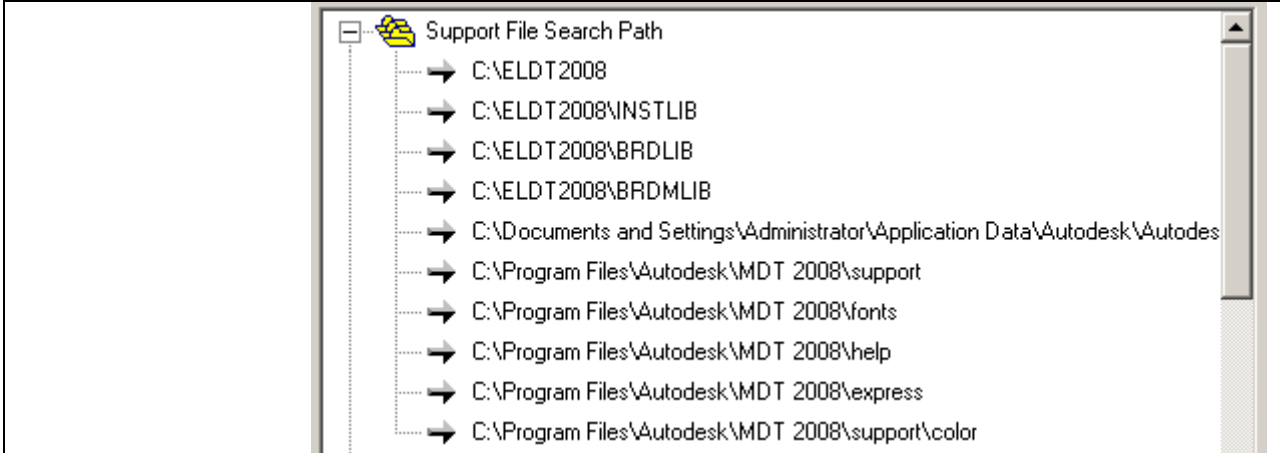 Support File Search Path
C:\ELDT2008
C:\ELDT2008\INSTLIB
C:\ELDT2008\BRDLIB
C:\ELDT2008\BRDMLIB
C:\Documents and Settings\Administrator\Application Data\Autodesk\Autodes
C:\Program Files\Autodesk\MDT 2008\support
C:\Program Files\Autodesk\MDT 2008\fonts
C:\Program Files\Autodesk\MDT 2008\help
C:\Program Files\Autodesk\MDT 2008\express
C:\Program Files\Autodesk\MDT 2008\support\color